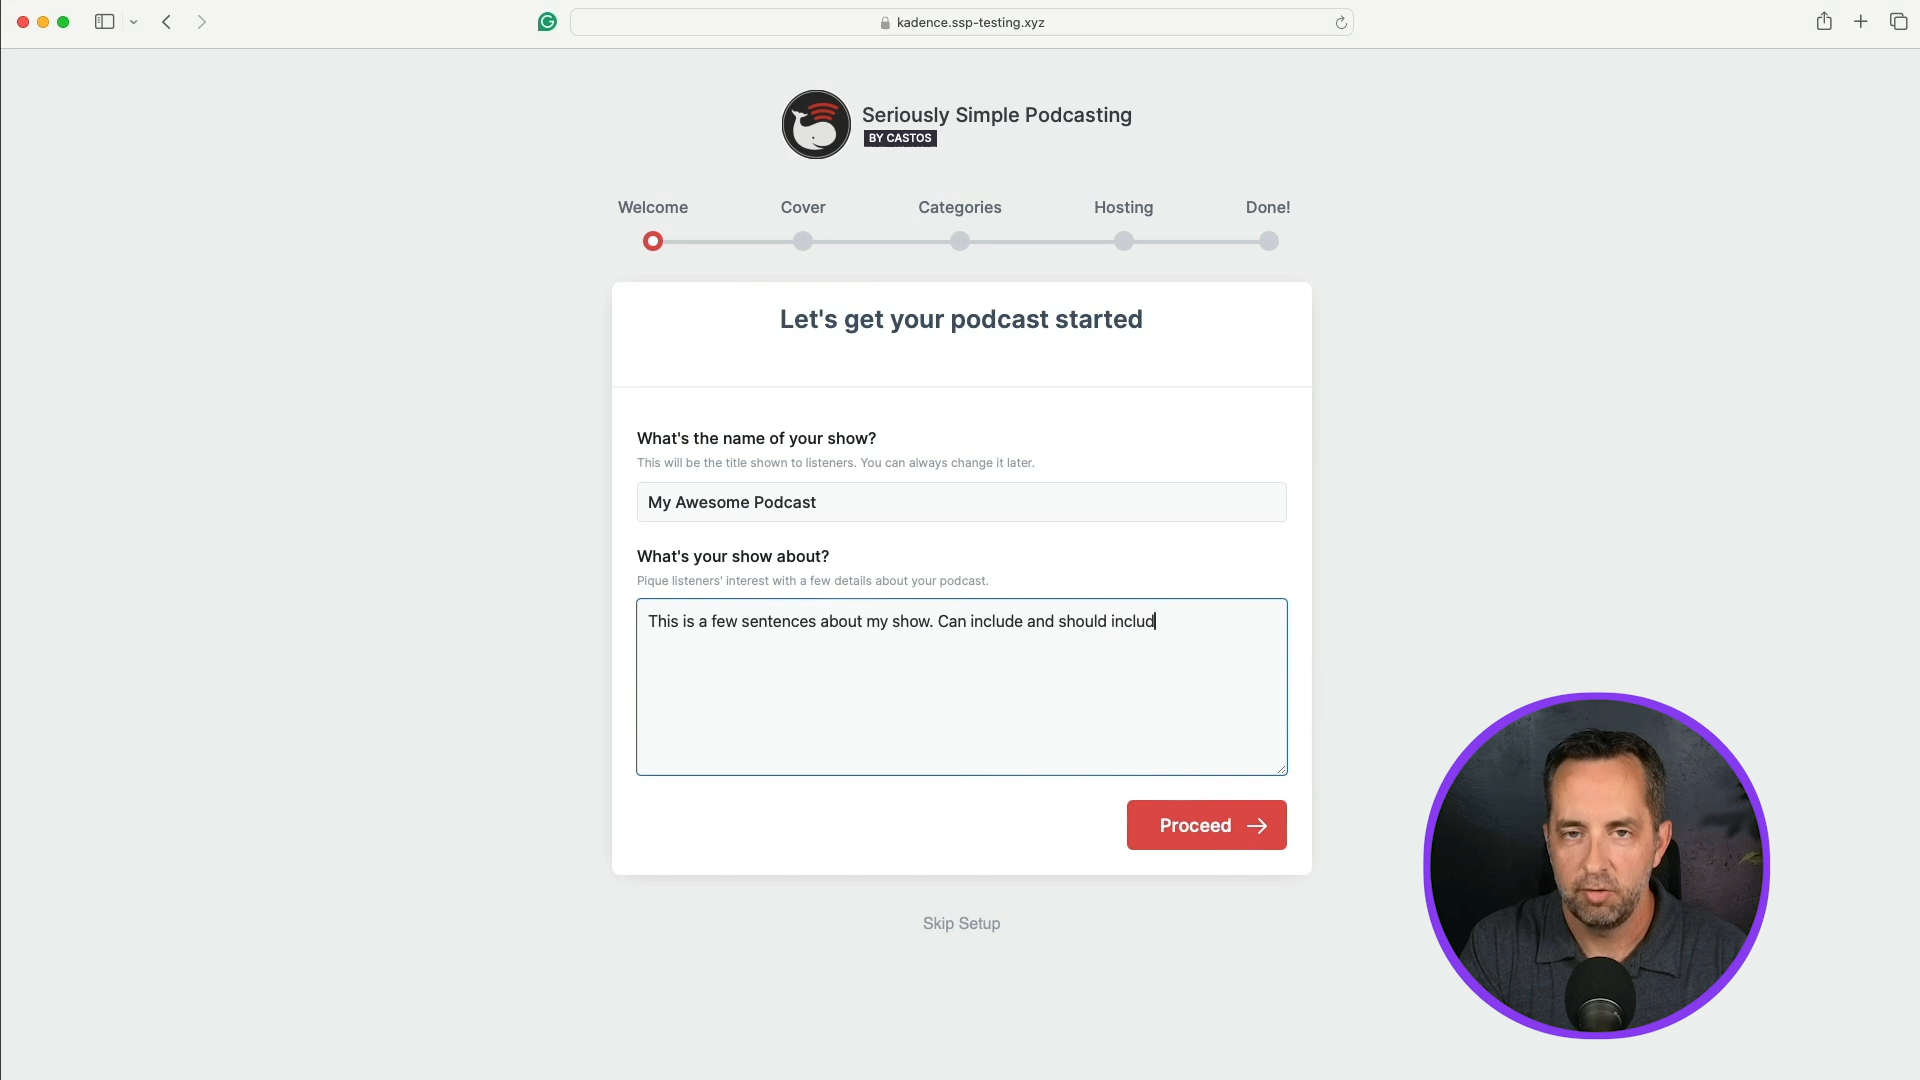 kadence.ssp-testing.xyz
Seriously Simple Podcasting
BY CASTOS
Welcome Cover Categories Hosting Done!
Let's get your podcast started
What's the name of your show?
This will be the title shown to listeners. You can always change it later.
My Awesome Podcast
What's your show about?
Pique listeners' interest with a few details about your podcast.
This is a few sentences about my show. Can include and should includ
Proceed
Skip Setup